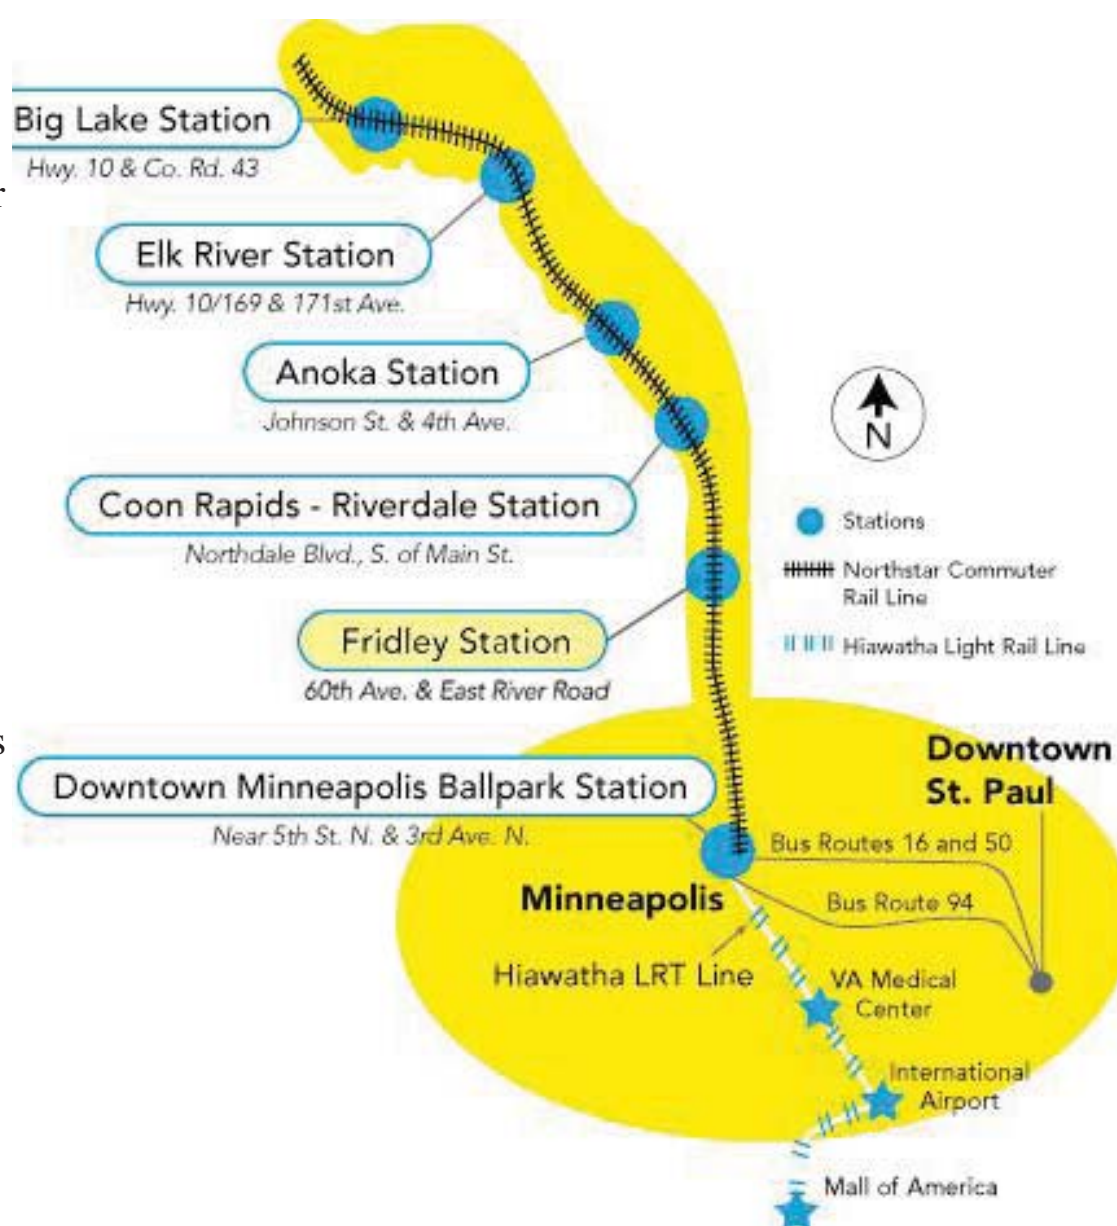 Big Lake Station
Hwy. 10 & Co. Rd. 43
r
Elk River Station
Hwy. 10/169 & 171st Ave.
Anoka Station
Johnson St. & 4th Ave.
N
Coon Rapids - Riverdale Station
Northdale Blvd., S. of Main St.
Stations
Northstar Commuter
Rail Line
Fridley Station
60th Ave. & East River Road
Hiawatha Light Rail Line
s
Downtown Minneapolis Ballpark Station
Near 5th St. N. & 3rd Ave. N.
Downtown
St. Paul
Bus Routes 16 and 50
Minneapolis
Bus Route 94
Hiawatha LRT Line
VA Medical
Center
International
Airport
Mall of America